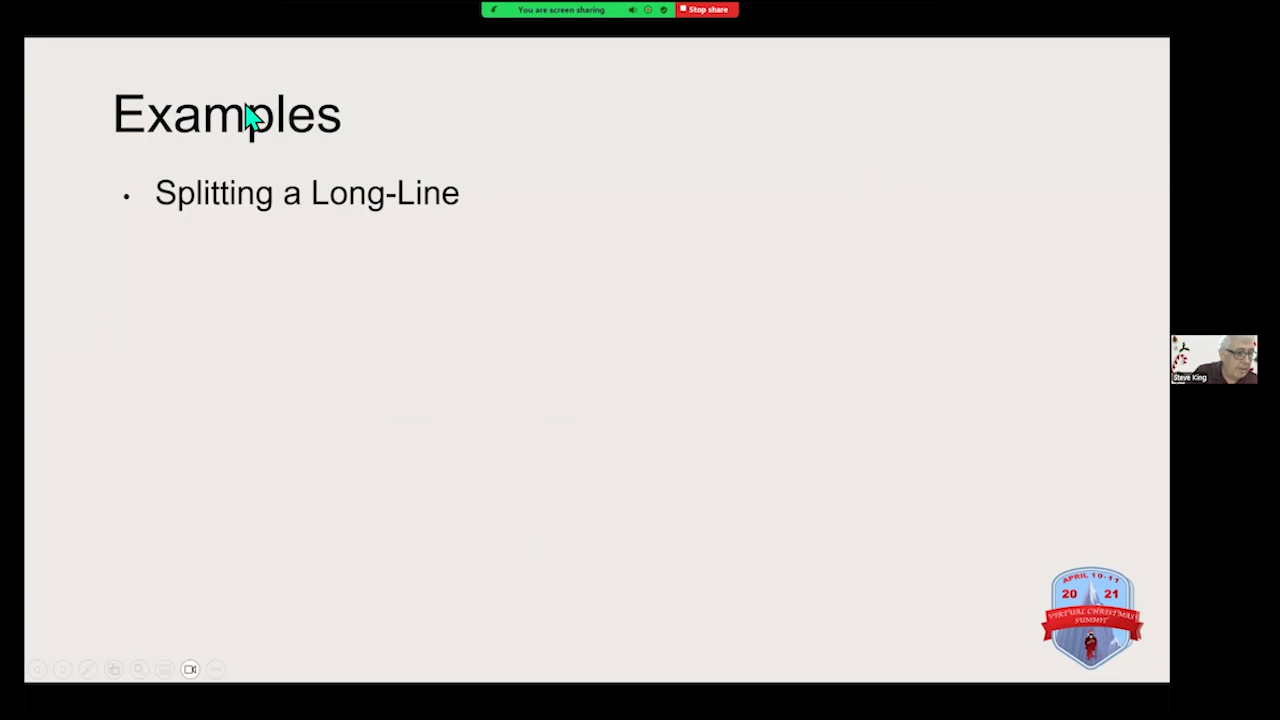 You are screen sharing
Stop share
Examples
• Splitting a Long-Line
Steve King
APRIL 10-11
20 21
VIRTUAL CHRISTMAS
SUMMIT